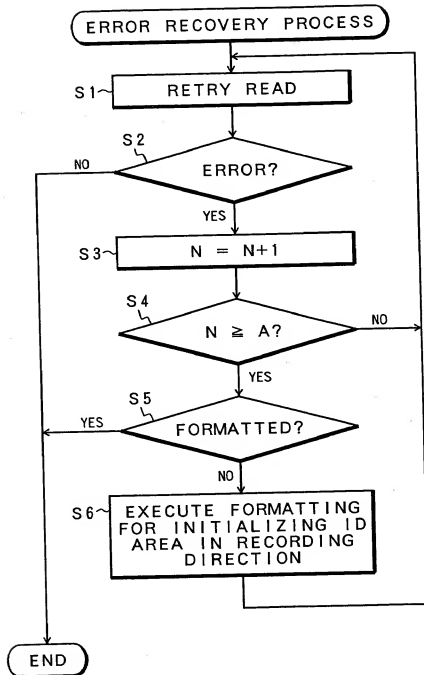 ERROR RECOVERY PROCESS
S1
RETRY READ
S2
NO
ERROR?
YES
S3
N = N+1
S4
N ≧ A?
NO
YES
S5
YES
FORMATTED?
NO
S6
EXECUTE FORMATTING
FOR INITIALIZING ID
AREA IN RECORDING
DIRECTION
END